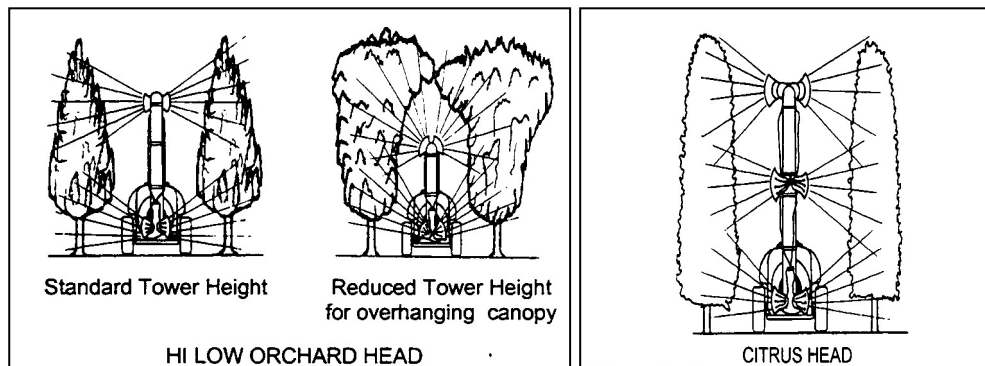 Standard Tower Height
Reduced Tower Height
for overhanging canopy
HI LOW ORCHARD HEAD
CITRUS HEAD